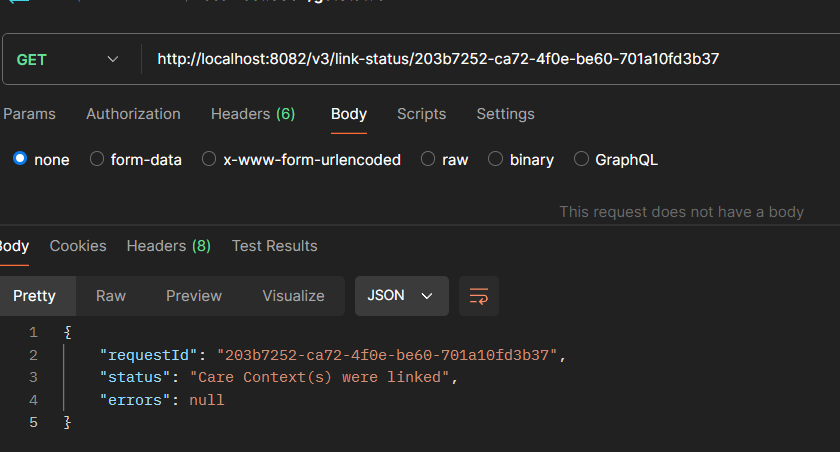 GET http://localhost:8082/v3/link-status/203b7252-ca72-4f0e-be60-701a10fd3b37
Params Authorization Headers (6) Body Scripts Settings
none form-data x-www-form-urlencoded raw binary GraphQL
This request does not have a body
Body Cookies Headers (8) Test Results
Pretty Raw Preview Visualize JSON
1 {
2 "requestId": "203b7252-ca72-4f0e-be60-701a10fd3b37",
3 "status": "Care Context(s) were linked",
4 "errors": null
5 }